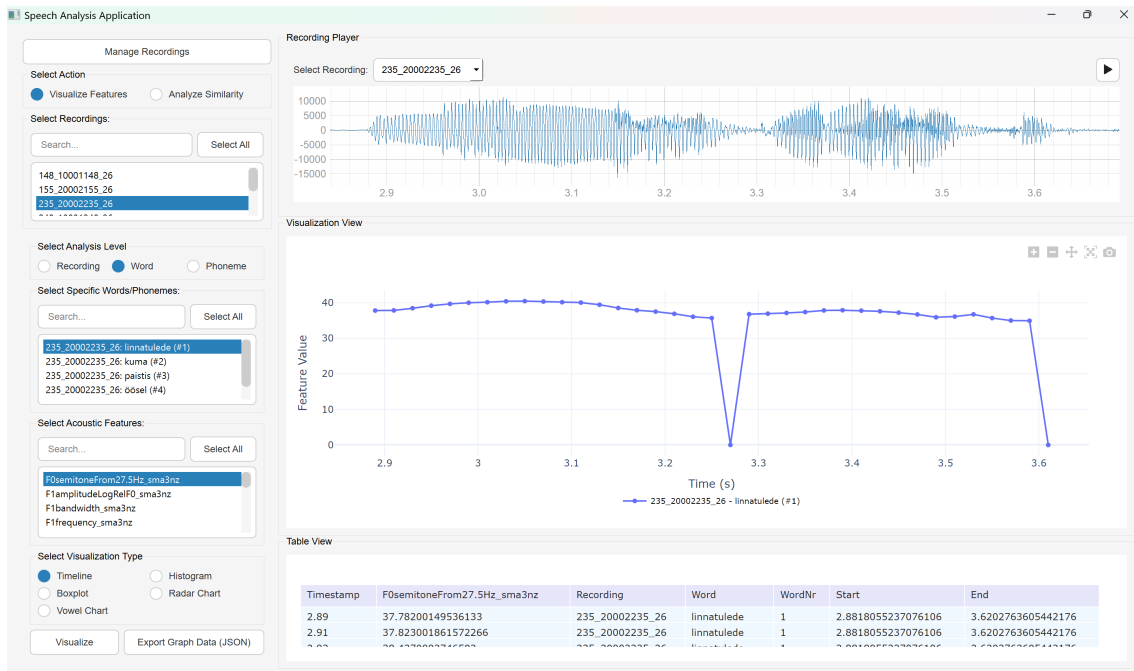 Speech Analysis Application
Manage Recordings
Select Action
Visualize Features
Analyze Similarity
Select Recordings:
Search...
Select All
148_10001148_26
155_20002155_26
235_20002235_26
Select Analysis Level
Recording
Word
Phoneme
Select Specific Words/Phonemes:
Search...
Select All
235_20002235_26: linnatulede (#1)
235_20002235_26: kuma (#2)
235_20002235_26: paistis (#3)
235_20002235_26: öösel (#4)
Select Acoustic Features:
Search...
Select All
F0semitoneFrom27.5Hz_sma3nz
F1amplitudeLogRelF0_sma3nz
F1bandwidth_sma3nz
F1frequency_sma3nz
Select Visualization Type
Timeline
Histogram
Boxplot
Radar Chart
Vowel Chart
Visualize
Export Graph Data (JSON)
Recording Player
Select Recording:
235_20002235_26
10000
5000
0
-5000
-10000
-15000
2.9 3.0 3.1 3.2 3.3 3.4 3.5 3.6
Visualization View
Feature Value
40
30
20
10
0
2.9 3 3.1 3.2 3.3 3.4 3.5 3.6
Time (s)
235_20002235_26 - linnatulede (#1)
Table View
Timestamp F0semitoneFrom27.5Hz_sma3nz Recording Word WordNr Start End
2.89 37.78200149536133 235_20002235_26 linnatulede 1 2.8818055237076106 3.6202763605442176
2.91 37.823001861572266 235_20002235_26 linnatulede 1 2.8818055237076106 3.6202763605442176